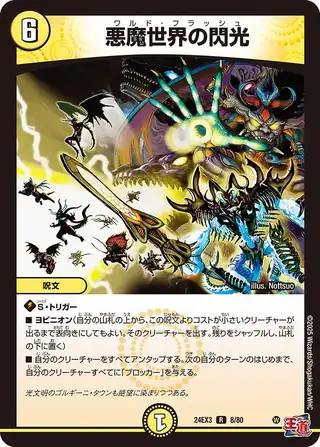 6
ワルド・フラッシュ
悪魔世界の閃光
illus. Nottsuo
呪文
S・トリガー
■ ヨビニオン(自分の山札の上から、この呪文よりコストが小さいクリーチャーが
出るまで表向きにしてもよい。そのクリーチャーを出す。残りをシャッフルし、山札
の下に置く)
■ 自分のクリーチャーをすべてアンタップする。次の自分のターンのはじめまで、
自分のクリーチャーすべてに「ブロッカー」を与える。
光文明のゴルギーニ・タウンも絶望に染まりつつある。
1
24EX3 R 8/80
©2025 Wizards/Shogakukan/WHC
W
王道